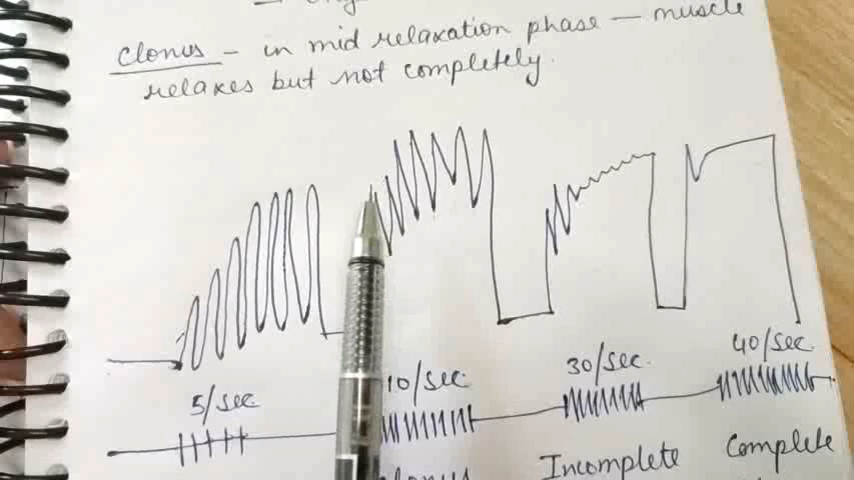 Clonus - in mid relaxation phase — muscle
relaxes but not completely.
5/sec
10/sec
30/sec.
40/sec.
Clonus
Incomplete
Complete